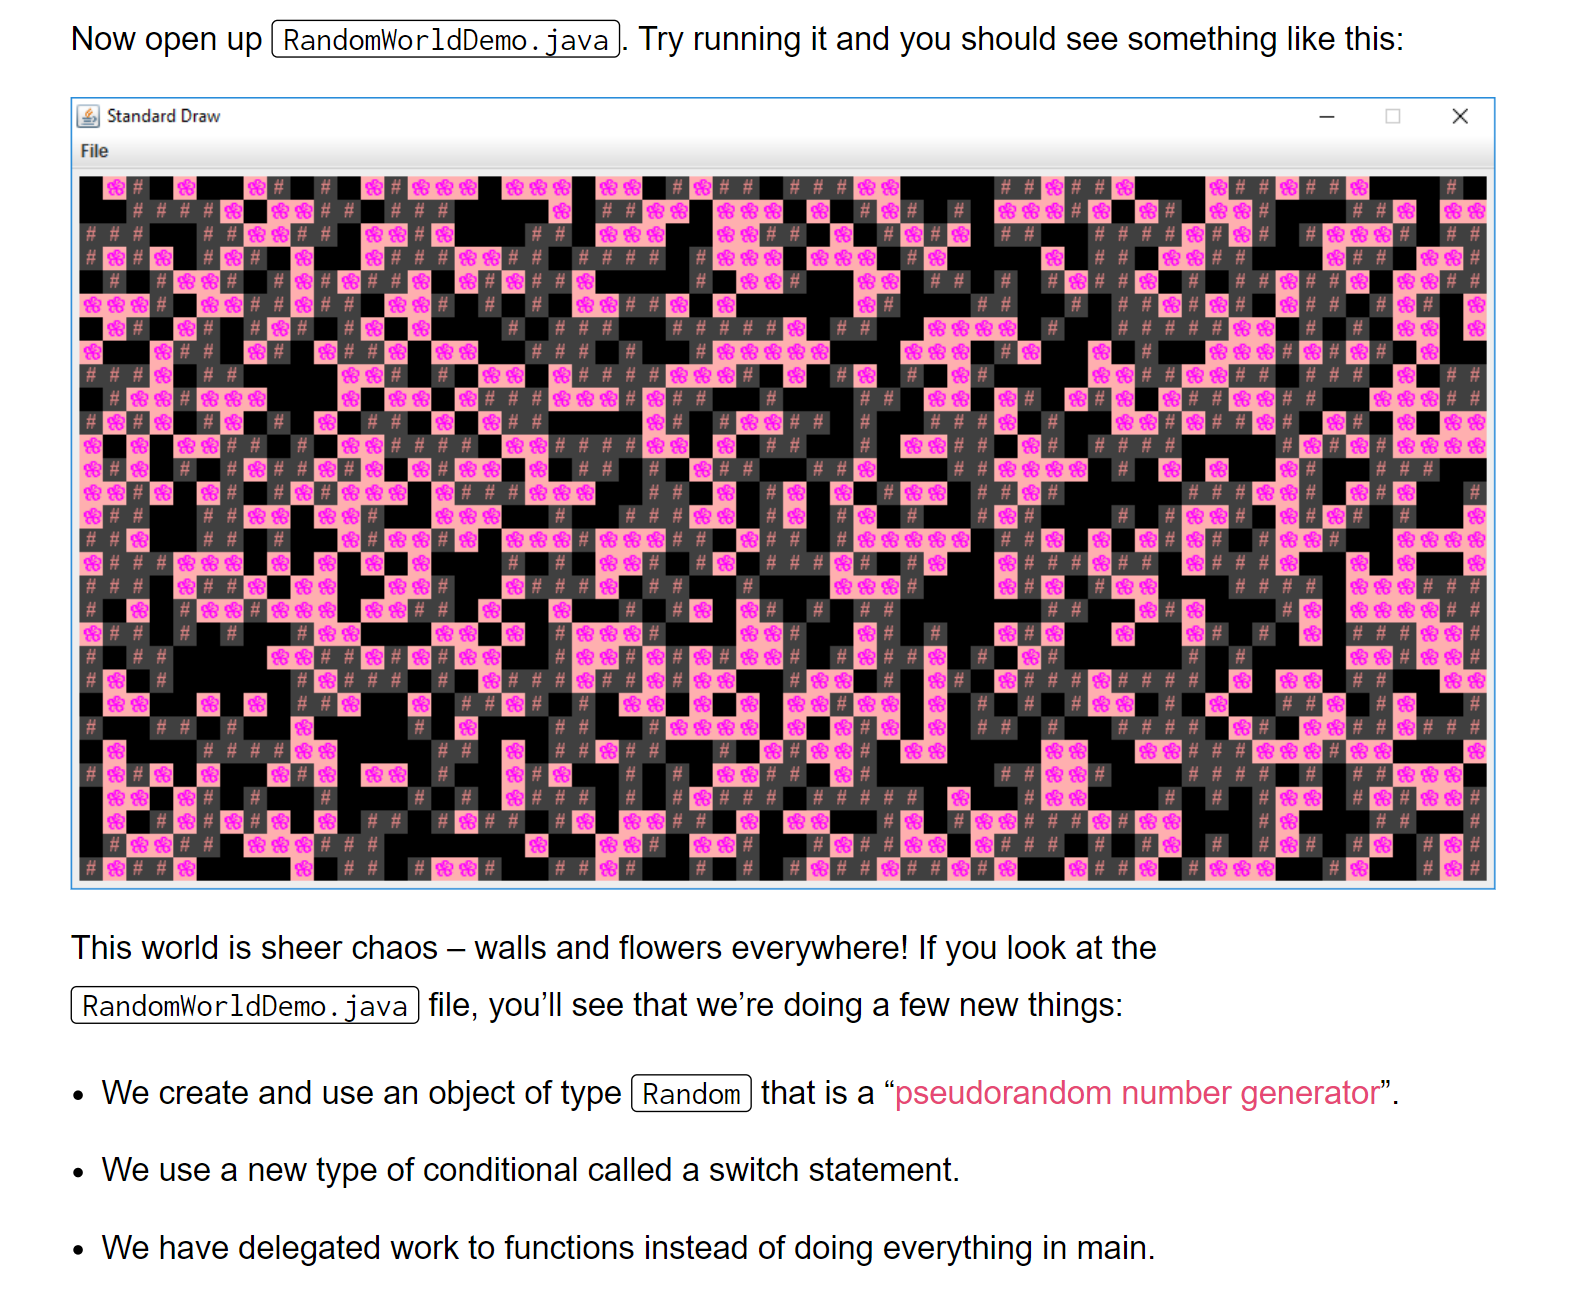 Now open up RandomWorldDemo.java. Try running it and you should see something like this:
Standard Draw
File
This world is sheer chaos – walls and flowers everywhere! If you look at the
RandomWorldDemo.java file, you’ll see that we’re doing a few new things:
• We create and use an object of type Random that is a “pseudorandom number generator”.
• We use a new type of conditional called a switch statement.
• We have delegated work to functions instead of doing everything in main.